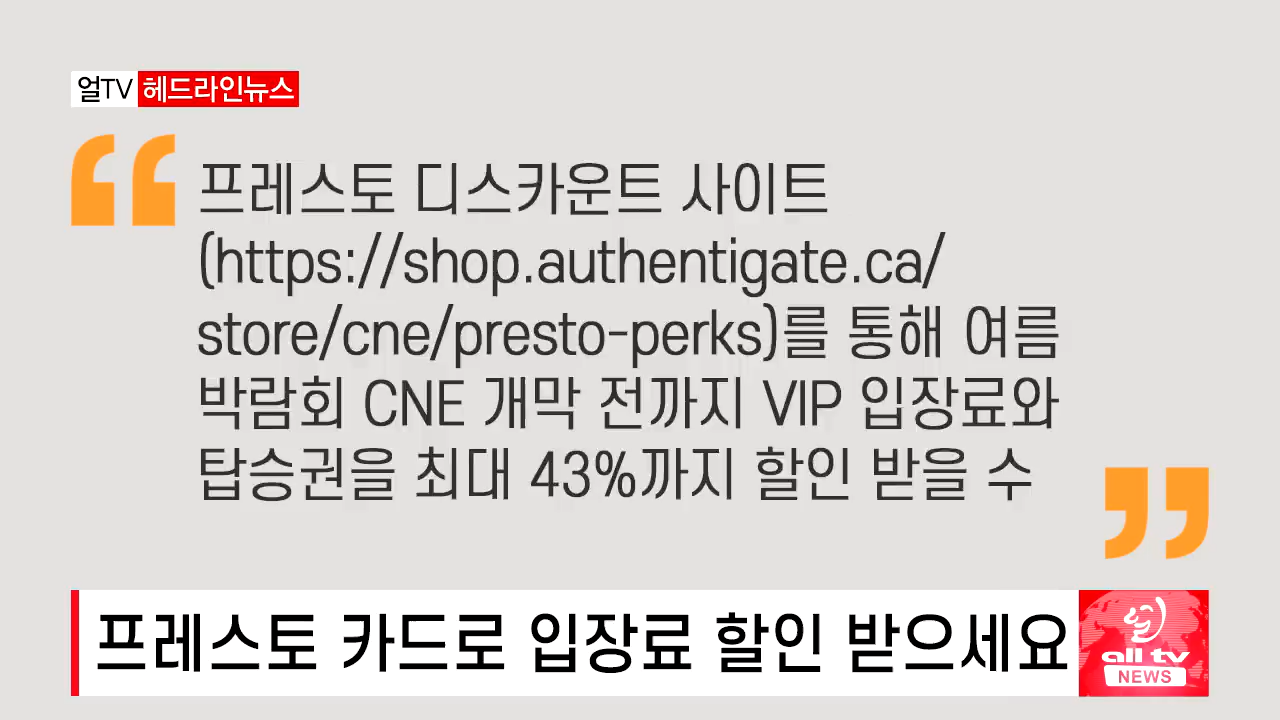 얼TV 헤드라인뉴스
프레스토 디스카운트 사이트
(https://shop.authentigate.ca/
store/cne/presto-perks)를 통해 여름
박람회 CNE 개막 전까지 VIP 입장료와
탑승권을 최대 43%까지 할인 받을 수
프레스토 카드로 입장료 할인 받으세요
all tv
NEWS